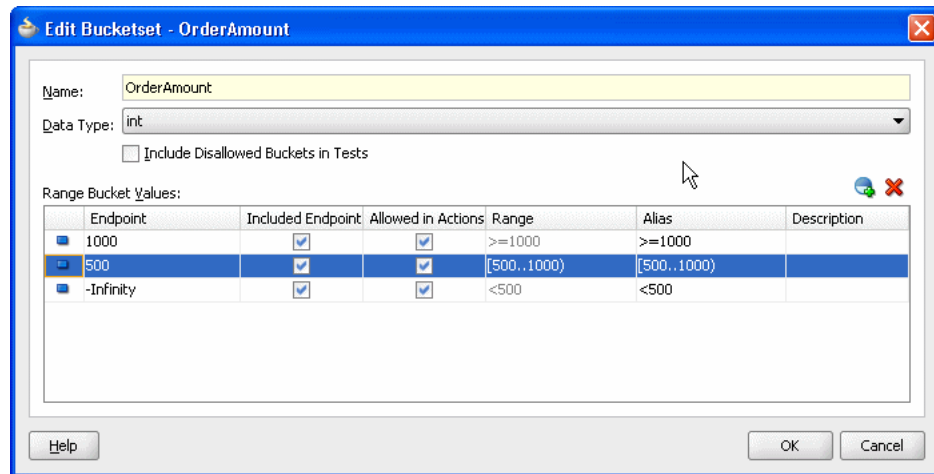 Edit Bucketset - OrderAmount
Name: OrderAmount
Data Type: int
Include Disallowed Buckets in Tests
Range Bucket Values:
Endpoint Included Endpoint Allowed in Actions Range Alias Description
1000 >=1000 >=1000
500 [500..1000) [500..1000)
-Infinity <500 <500
Help OK Cancel